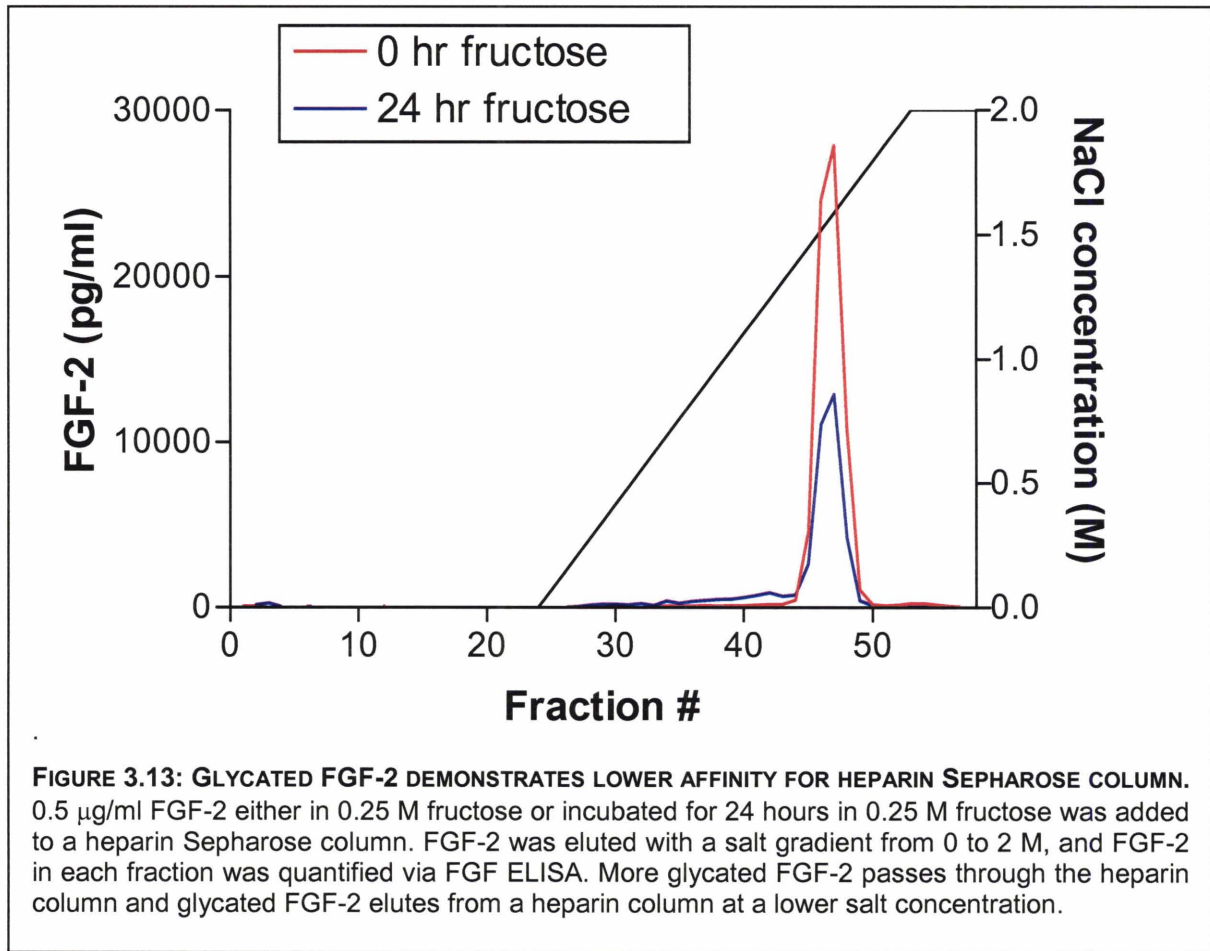 0 hr fructose
24 hr fructose
30000
20000
10000
0
FGF-2 (pg/ml)
2.0
1.5
1.0
0.5
0.0
NaCl concentration (M)
0 10 20 30 40 50
Fraction #
.
FIGURE 3.13: GLYCATED FGF-2 DEMONSTRATES LOWER AFFINITY FOR HEPARIN SEPHAROSE COLUMN.
0.5 μg/ml FGF-2 either in 0.25 M fructose or incubated for 24 hours in 0.25 M fructose was added
to a heparin Sepharose column. FGF-2 was eluted with a salt gradient from 0 to 2 M, and FGF-2
in each fraction was quantified via FGF ELISA. More glycated FGF-2 passes through the heparin
column and glycated FGF-2 elutes from a heparin column at a lower salt concentration.